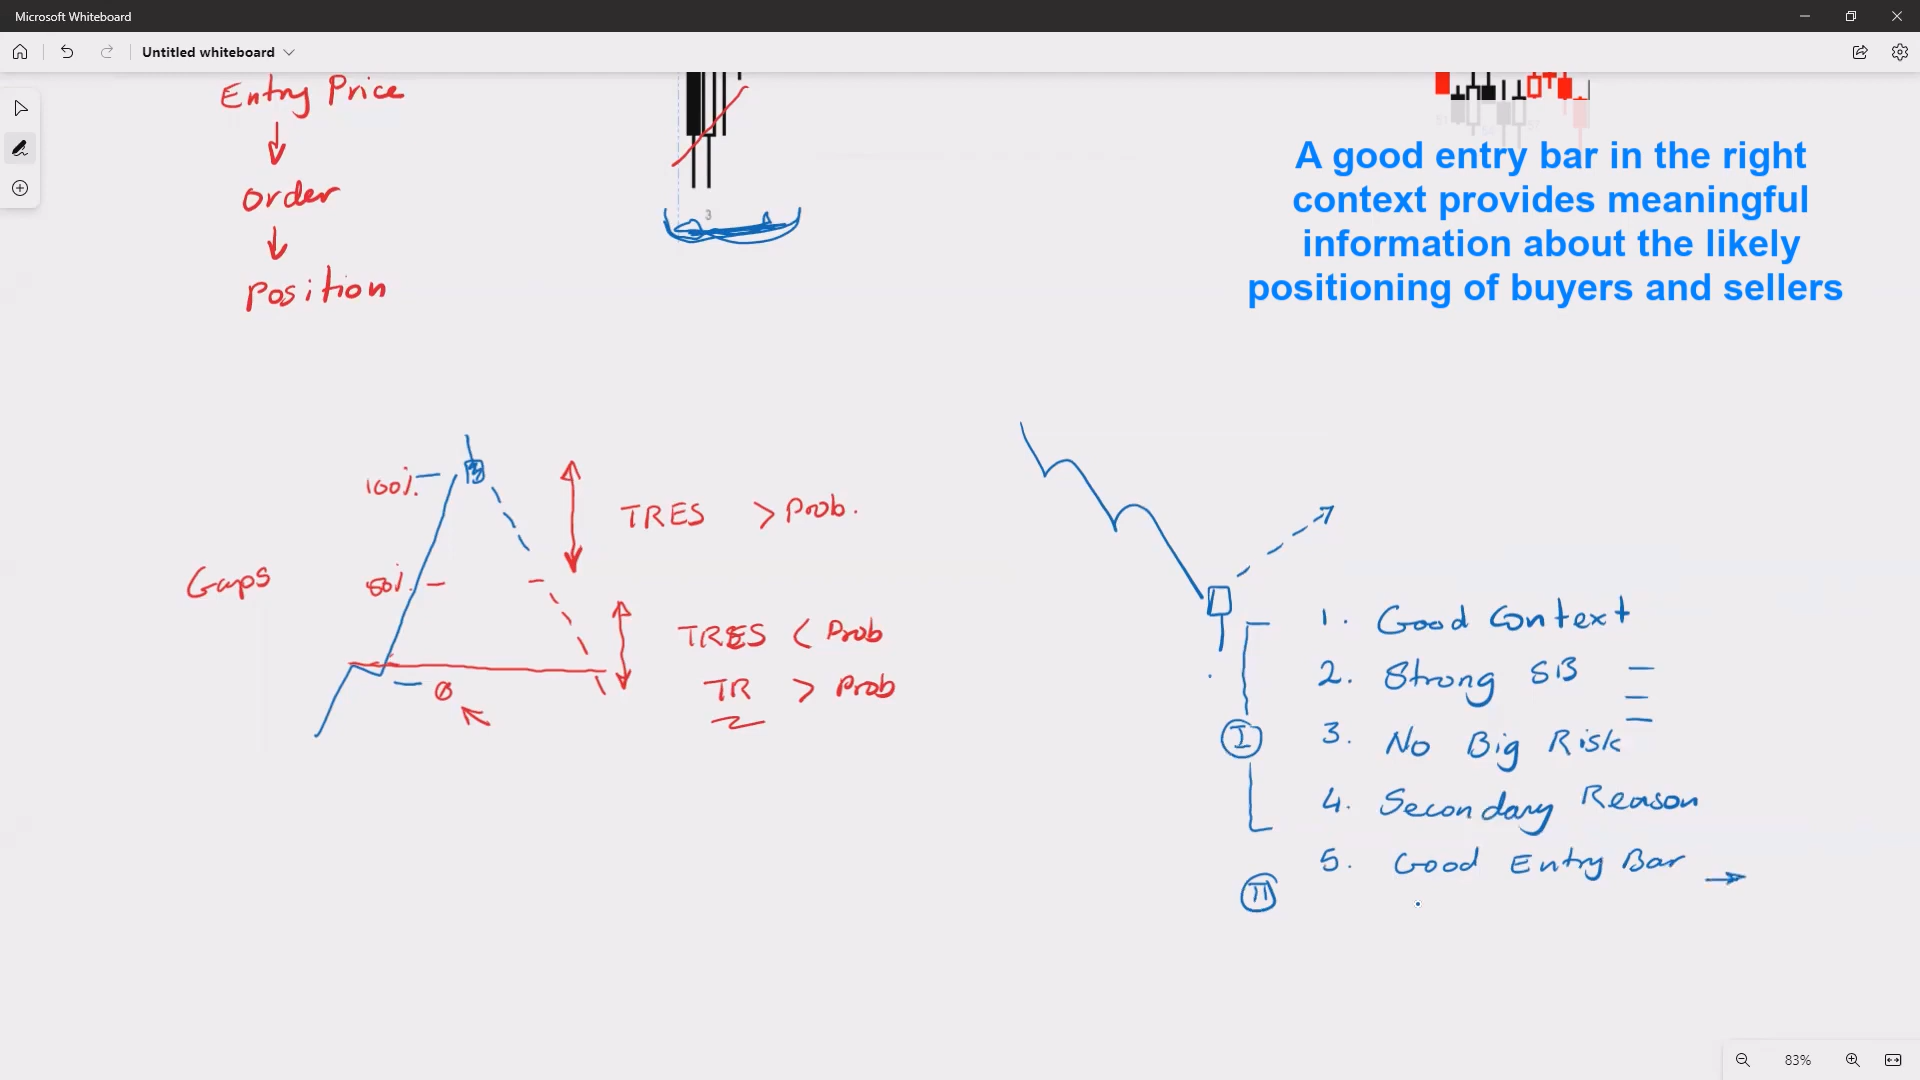 Microsoft Whiteboard
Untitled whiteboard
Entry Price
Order
Position
3
A good entry bar in the right
context provides meaningful
information about the likely
positioning of buyers and sellers
100%
TRES > Prob.
Gaps
50%
TRES < Prob
0
TR > Prob
1. Good Context
2. Strong SB
I
3. No Big Risk
4. Secondary Reason
5. Good Entry Bar
II
83%